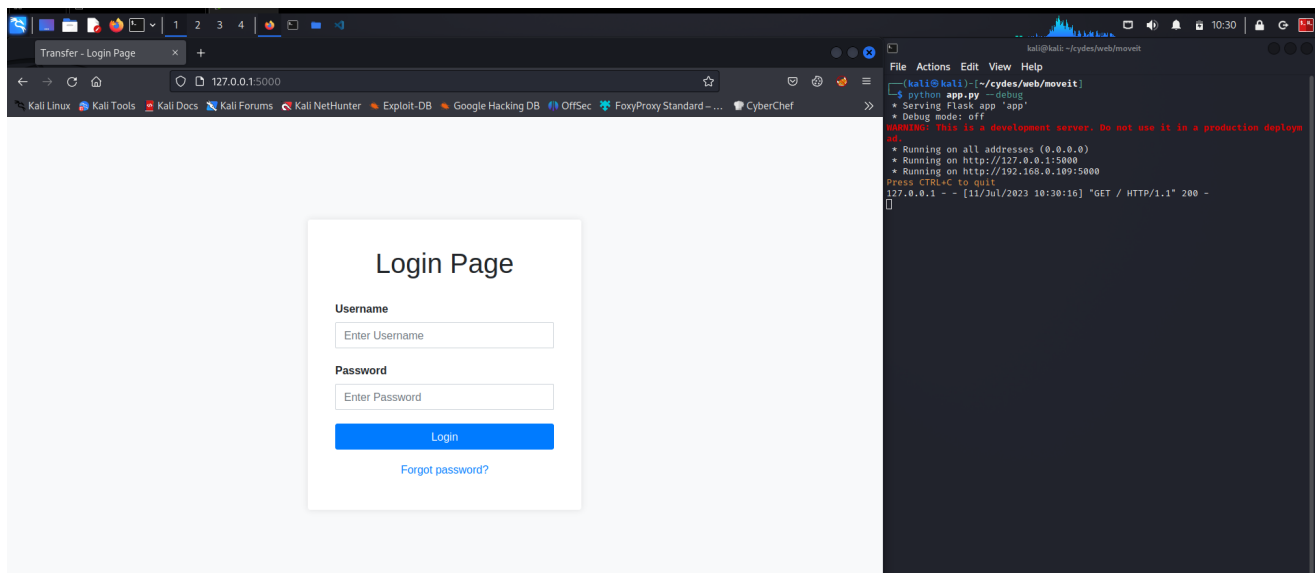 1 2 3 4
10:30
Transfer - Login Page
127.0.0.1:5000
Kali Linux Kali Tools Kali Docs Kali Forums Kali NetHunter Exploit-DB Google Hacking DB OffSec FoxyProxy Standard – ... CyberChef
Login Page
Username
Enter Username
Password
Enter Password
Login
Forgot password?
kali@kali: ~/cydes/web/moveit
File Actions Edit View Help
(kali㉿kali)-[~/cydes/web/moveit]
$ python app.py --debug
* Serving Flask app 'app'
* Debug mode: off
WARNING: This is a development server. Do not use it in a production deploym
ad.
* Running on all addresses (0.0.0.0)
* Running on http://127.0.0.1:5000
* Running on http://192.168.0.109:5000
Press CTRL+C to quit
127.0.0.1 - - [11/Jul/2023 10:30:16] "GET / HTTP/1.1" 200 -